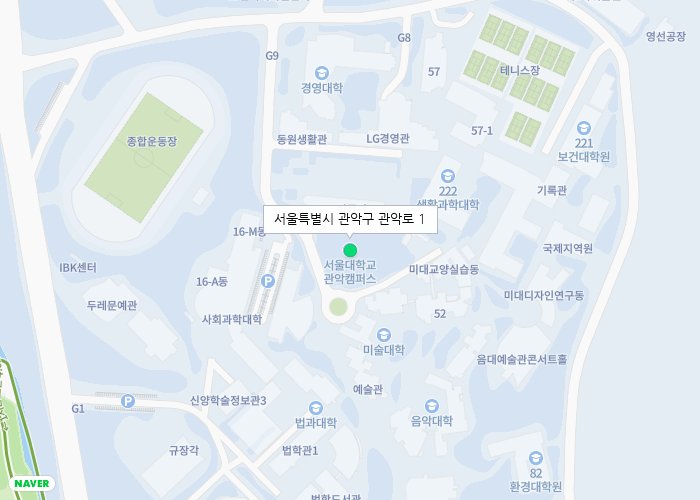 G8
G9
영선공장
57
테니스장
경영대학
종합운동장
동원생활관
LG경영관
57-1
221
보건대학원
222
생활과학대학
기록관
서울특별시 관악구 관악로 1
16-M동
국제지역원
IBK센터
서울대학교
관악캠퍼스
미대교양실습동
16-A동
P
미대디자인연구동
두레문예관
사회과학대학
52
미술대학
음대예술관콘서트홀
예술관
신양학술정보관3
P
G1
법과대학
음악대학
규장각
법학관1
82
환경대학원
NAVER
법학도서관